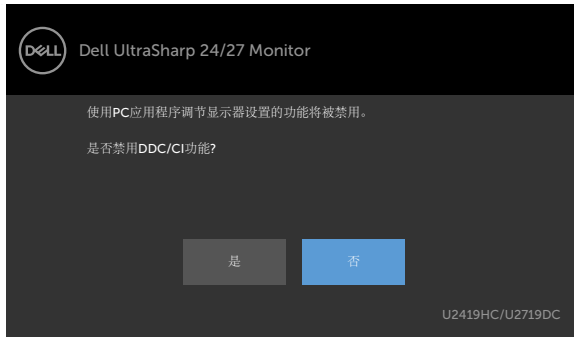 DELL
Dell UltraSharp 24/27 Monitor
使用PC应用程序调节显示器设置的功能将被禁用。
是否禁用DDC/CI功能?
是
否
U2419HC/U2719DC